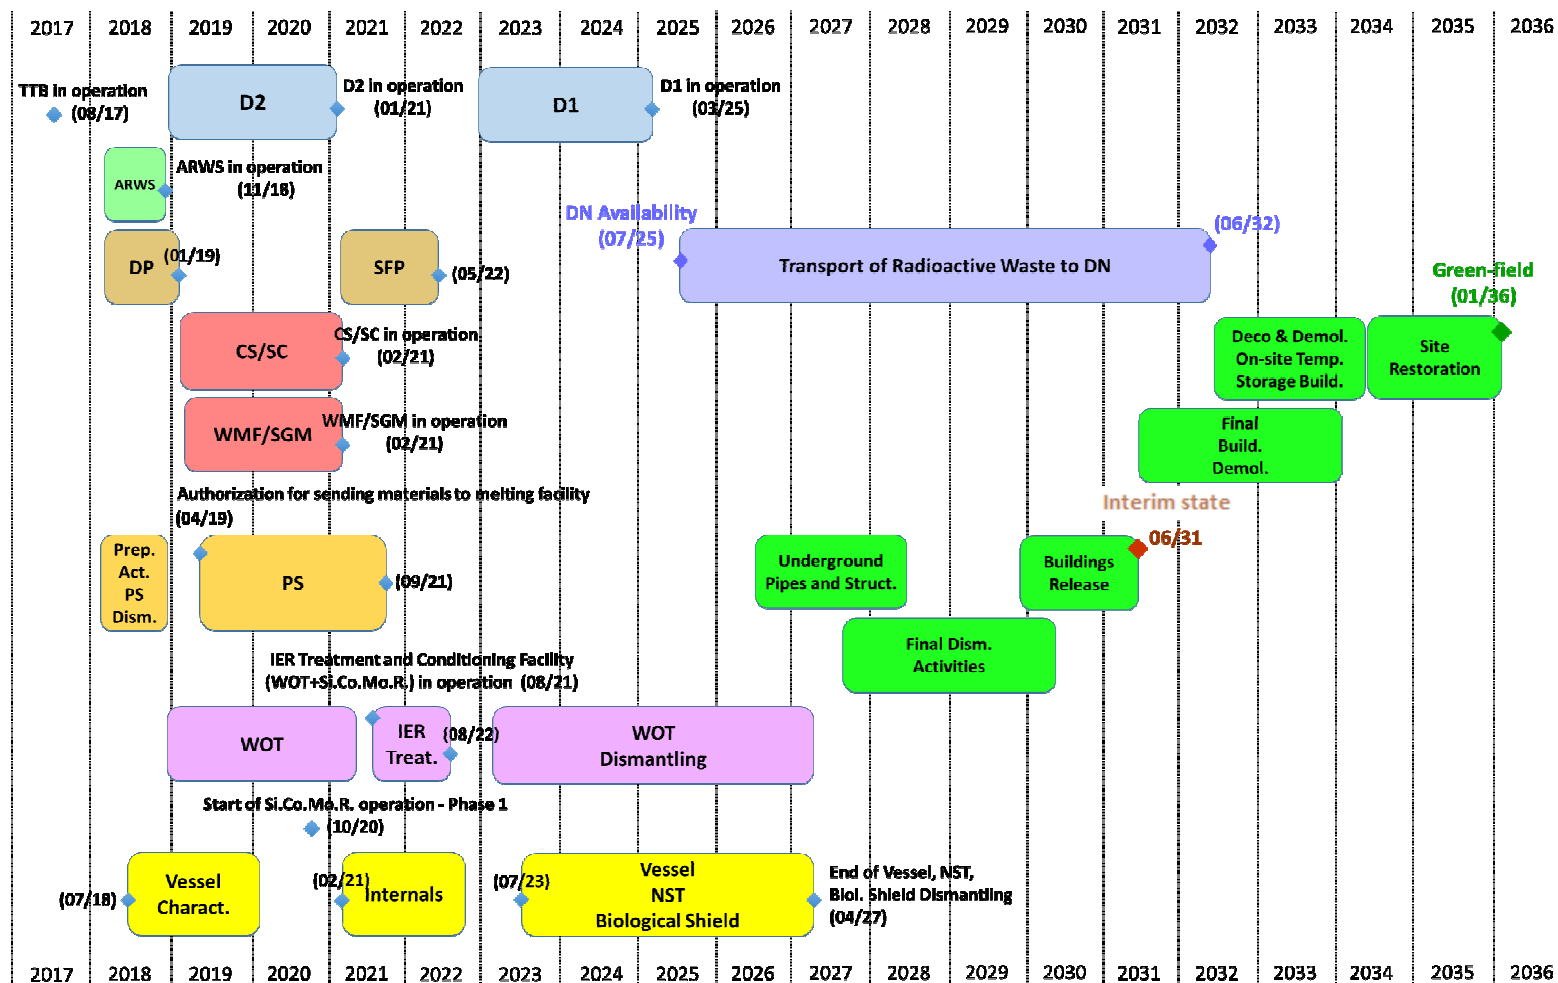 2017 2018 2019 2020 2021 2022 2023 2024 2025 2026 2027 2028 2029 2030 2031 2032 2033 2034 2035 2036
TTB in operation
(08/17)
D2
D2 in operation
(01/21)
D1
D1 in operation
(03/25)
ARWS
ARWS in operation
(11/18)
DP
(01/19)
SFP
(05/22)
DN Availability
(07/25)
Transport of Radioactive Waste to DN
(06/32)
Green-field
(01/36)
CS/SC
CS/SC in operation
(02/21)
Deco & Demol.
On-site Temp.
Storage Build.
Site
Restoration
WMF/SGM
WMF/SGM in operation
(02/21)
Final
Build.
Demol.
Authorization for sending materials to melting facility
(04/19)
Interim state
06/31
Prep.
Act.
PS
Dism.
PS
(09/21)
Underground
Pipes and Struct.
Buildings
Release
Final Dism.
Activities
IER Treatment and Conditioning Facility
(WOT+Si.Co.Mo.R.) in operation (08/21)
WOT
IER
Treat.
(08/22)
WOT
Dismantling
Start of Si.Co.Mo.R. operation - Phase 1
(10/20)
(07/18)
Vessel
Charact.
(02/21)
Internals
(07/23)
Vessel
NST
Biological Shield
End of Vessel, NST,
Biol. Shield Dismantling
(04/27)
2017 2018 2019 2020 2021 2022 2023 2024 2025 2026 2027 2028 2029 2030 2031 2032 2033 2034 2035 2036